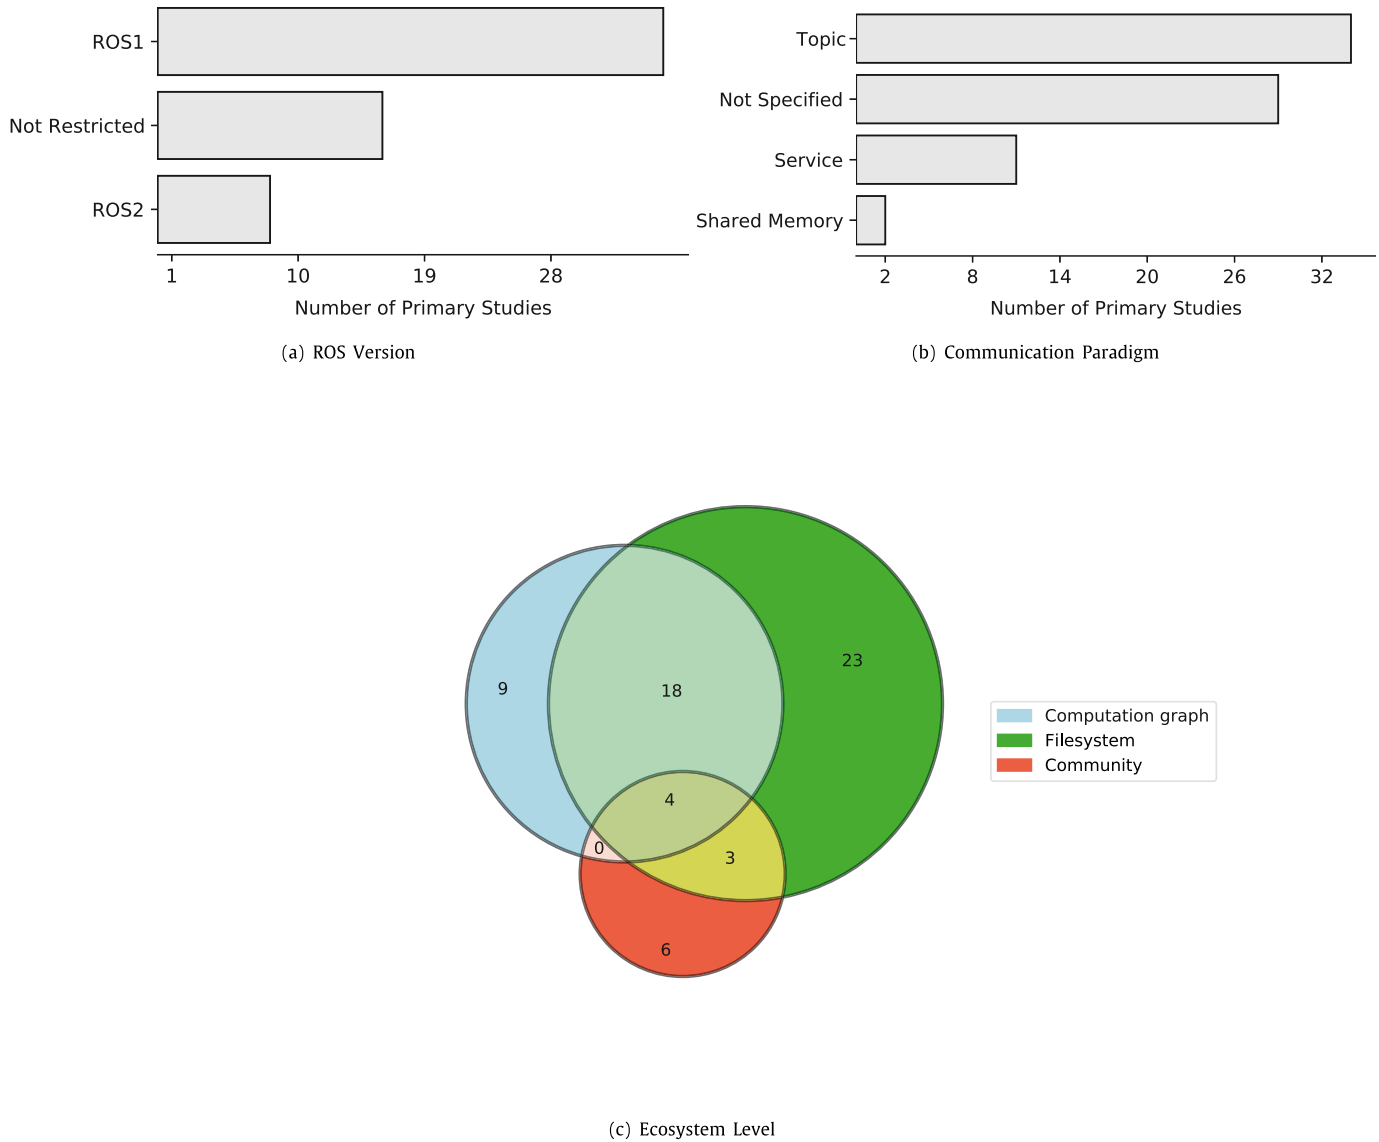 ROS1
Not Restricted
ROS2
1 10 19 28
Number of Primary Studies
(a) ROS Version
Topic
Not Specified
Service
Shared Memory
2 8 14 20 26 32
Number of Primary Studies
(b) Communication Paradigm
23
9
18
4
0
3
6
Computation graph
Filesystem
Community
(c) Ecosystem Level